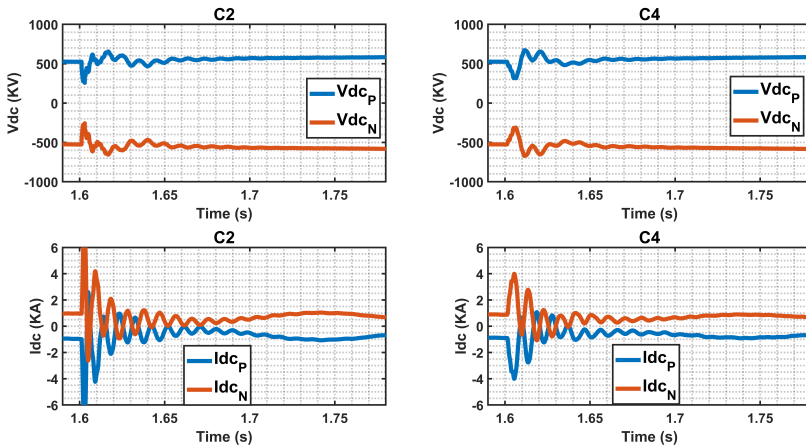 C2
Vdc (KV)
1000
500
0
-500
-1000
Vdc_P
Vdc_N
1.6 1.65 1.7 1.75
Time (s)
C4
Vdc (KV)
1000
500
0
-500
-1000
Vdc_P
Vdc_N
1.6 1.65 1.7 1.75
Time (s)
C2
Idc (KA)
6
4
2
0
-2
-4
-6
Idc_P
Idc_N
1.6 1.65 1.7 1.75
Time (s)
C4
Idc (KA)
6
4
2
0
-2
-4
-6
Idc_P
Idc_N
1.6 1.65 1.7 1.75
Time (s)